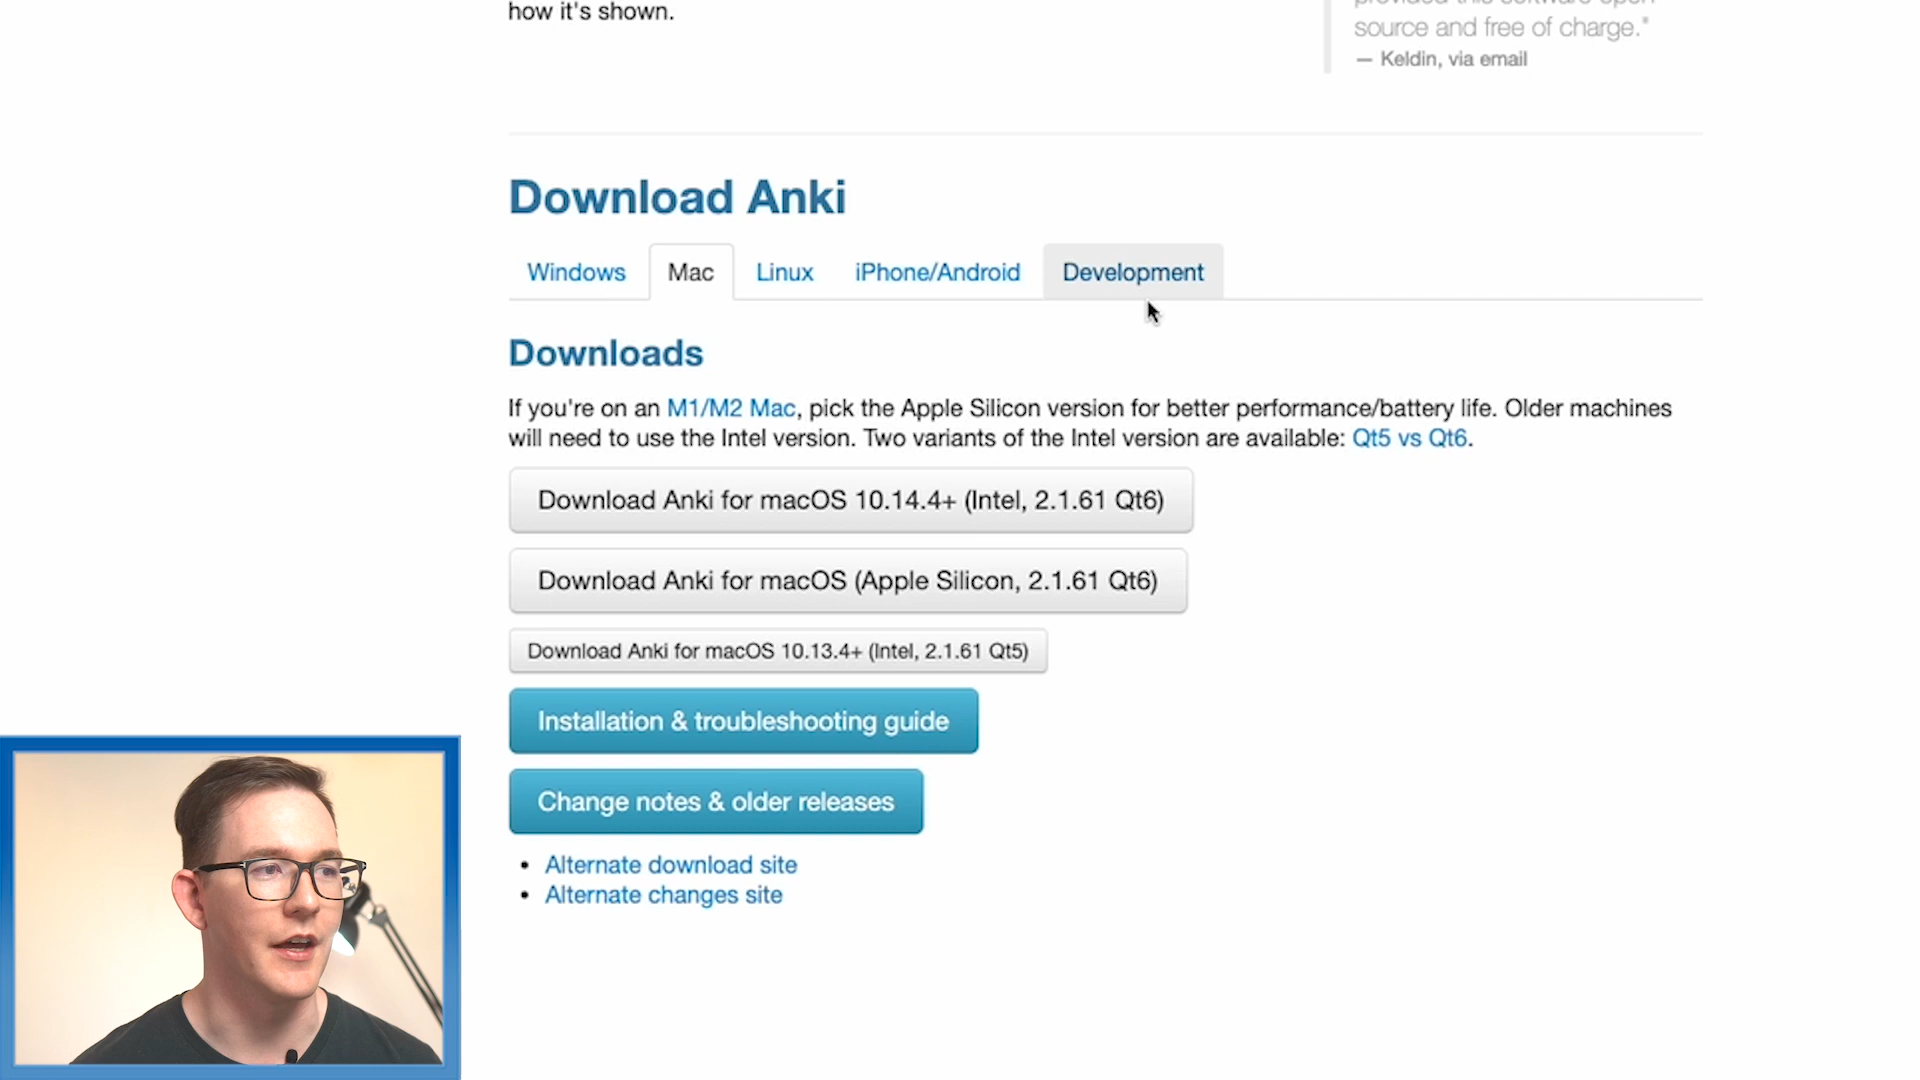 how it's shown.
provided this software open
source and free of charge."
— Keldin, via email
Download Anki
Windows
Mac
Linux
iPhone/Android
Development
Downloads
If you're on an M1/M2 Mac, pick the Apple Silicon version for better performance/battery life. Older machines
will need to use the Intel version. Two variants of the Intel version are available: Qt5 vs Qt6.
Download Anki for macOS 10.14.4+ (Intel, 2.1.61 Qt6)
Download Anki for macOS (Apple Silicon, 2.1.61 Qt6)
Download Anki for macOS 10.13.4+ (Intel, 2.1.61 Qt5)
Installation & troubleshooting guide
Change notes & older releases
• Alternate download site
• Alternate changes site